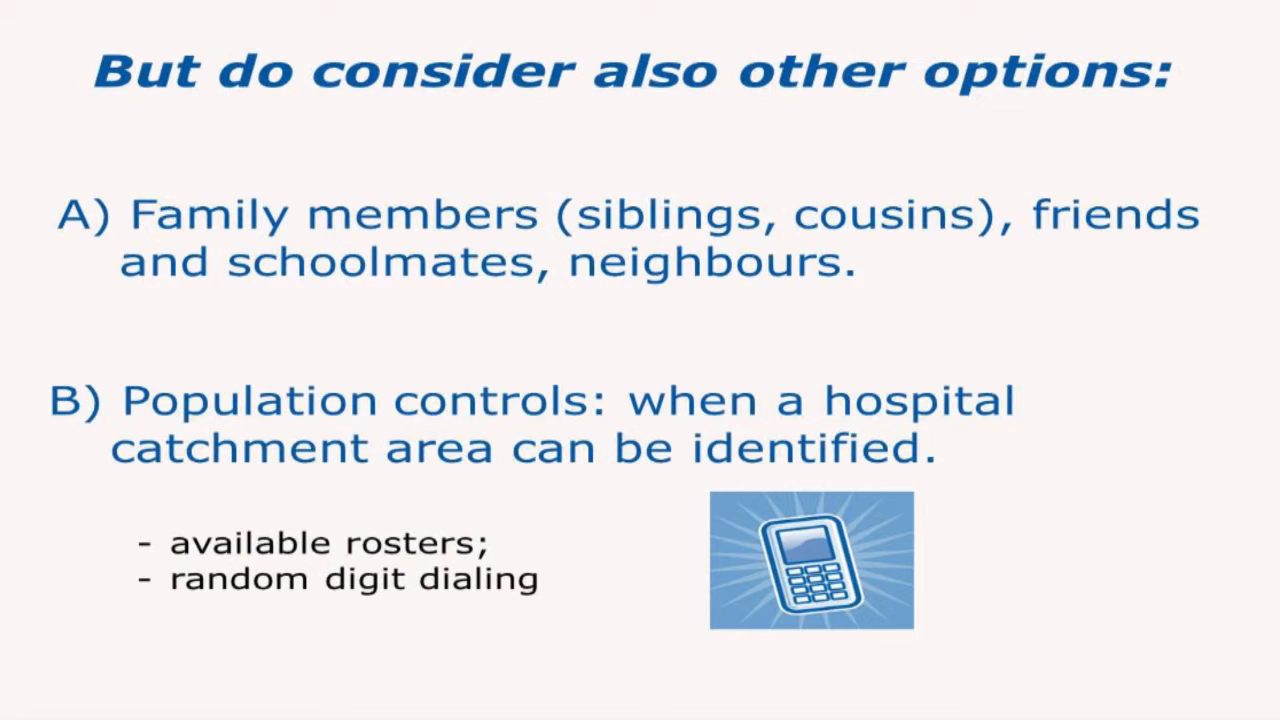 But do consider also other options:
A) Family members (siblings, cousins), friends
and schoolmates, neighbours.
B) Population controls: when a hospital
catchment area can be identified.
- available rosters;
- random digit dialing